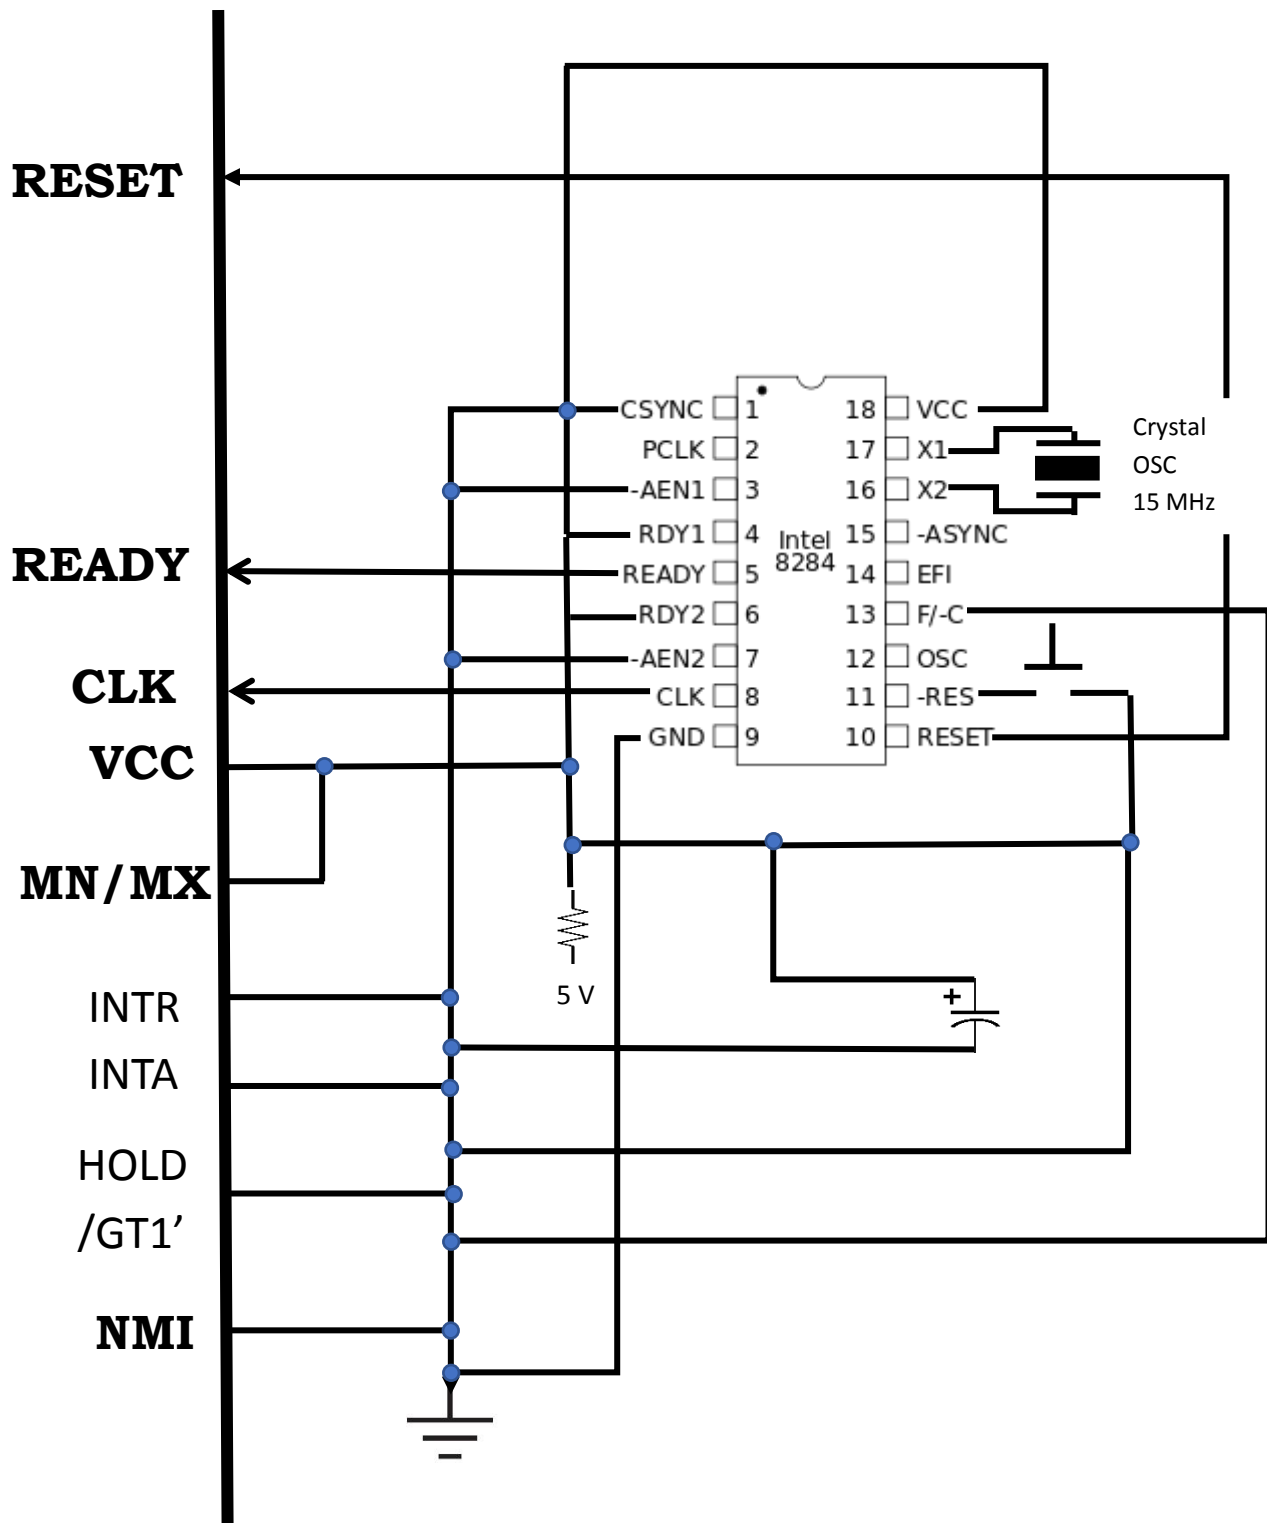 RESET
READY
CLK
VCC
MN/MX
INTR
INTA
HOLD
/GT1’
NMI
CSYNC 1
PCLK 2
-AEN1 3
RDY1 4
READY 5
RDY2 6
-AEN2 7
CLK 8
GND 9
Intel
8284
18 VCC
17 X1
16 X2
15 -ASYNC
14 EFI
13 F/-C
12 OSC
11 -RES
10 RESET
Crystal
OSC
15 MHz
5 V
+